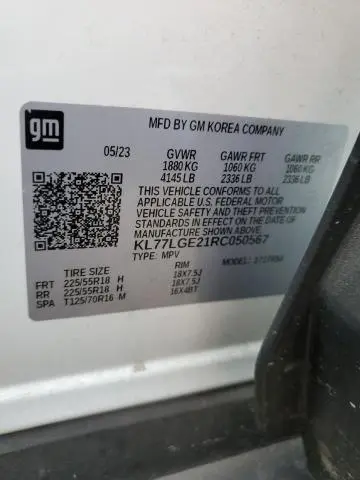 gm
MFD BY GM KOREA COMPANY
05/23 GVWR GAWR FRT GAWR RR
1880 KG 1060 KG 1060 KG
4145 LB 2336 LB 2336 LB
THIS VEHICLE CONFORMS TO ALL
APPLICABLE U.S. FEDERAL MOTOR
VEHICLE SAFETY AND THEFT PREVENTION
STANDARDS IN EFFECT ON THE DATE OF
MANUFACTURE SHOWN ABOVE.
KL77LGE21RC050567
TYPE: MPV
TIRE SIZE RIM
FRT 225/55R18 H 18X7.5J
RR 225/55R18 H 18X7.5J
SPA T125/70R16 M 16X4BT